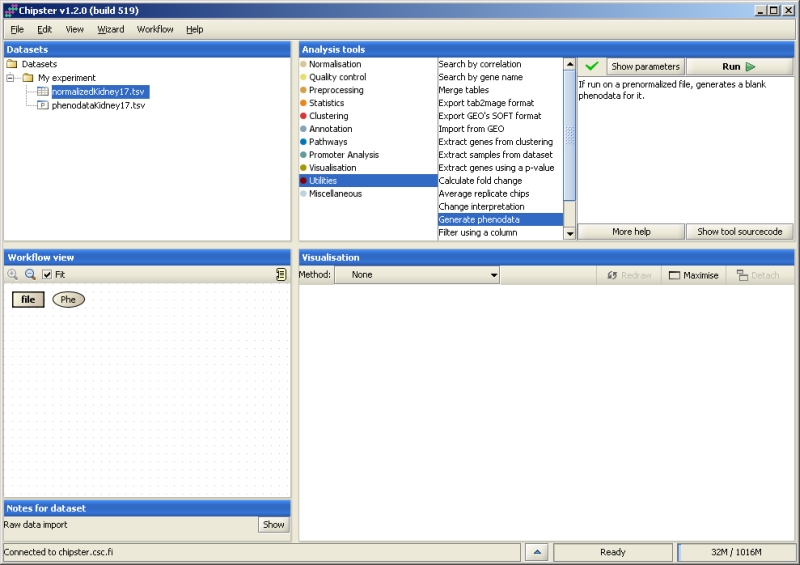 Chipster v1.2.0 (build 519)
File Edit View Wizard Workflow Help
Datasets
Datasets
My experiment
normalizedKidney17.tsv
P phenodataKidney17.tsv
Analysis tools
Normalisation
Quality control
Preprocessing
Statistics
Clustering
Annotation
Pathways
Promoter Analysis
Visualisation
Utilities
Miscellaneous
Search by correlation
Search by gene name
Merge tables
Export tab2mage format
Export GEO's SOFT format
Import from GEO
Extract genes from clustering
Extract samples from dataset
Extract genes using a p-value
Calculate fold change
Average replicate chips
Change interpretation
Generate phenodata
Filter using a column
Show parameters Run
If run on a prenormalized file, generates a blank
phenodata for it.
More help Show tool sourcecode
Workflow view
Fit
file Phe
Visualisation
Method: None Redraw Maximise Detach
Notes for dataset
Raw data import Show
Connected to chipster.csc.fi Ready 32M / 1016M